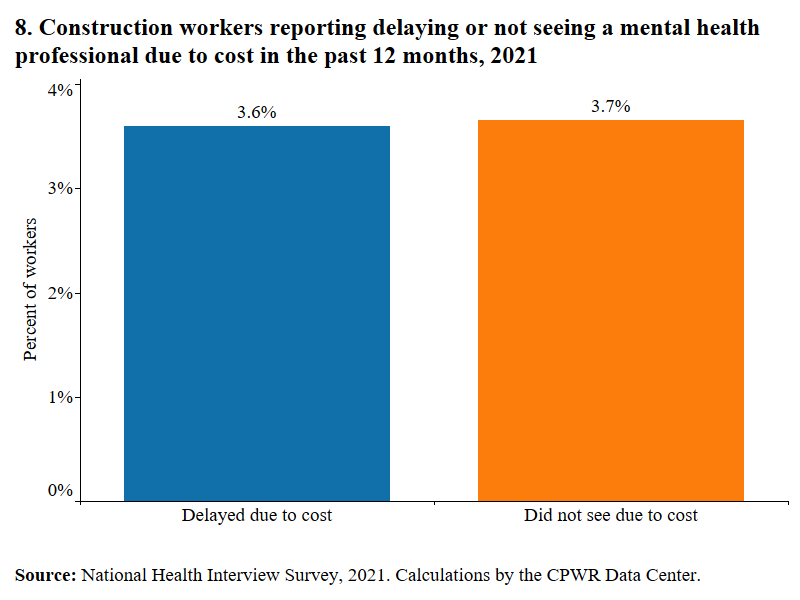 8. Construction workers reporting delaying or not seeing a mental health
professional due to cost in the past 12 months, 2021
4%
3%
2%
1%
0%
Percent of workers
3.6%
3.7%
Delayed due to cost
Did not see due to cost
Source: National Health Interview Survey, 2021. Calculations by the CPWR Data Center.